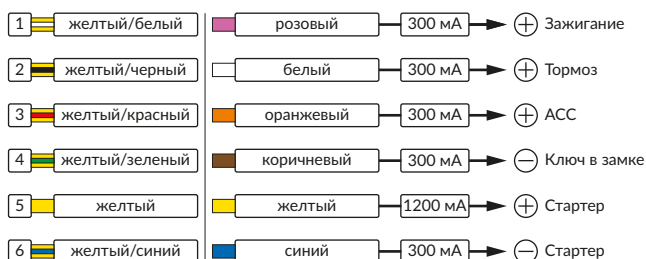 1 желтый/белый розовый 300 мА Зажигание
2 желтый/черный белый 300 мА Тормоз
3 желтый/красный оранжевый 300 мА АСС
4 желтый/зеленый коричневый 300 мА Ключ в замке
5 желтый желтый 1200 мА Стартер
6 желтый/синий синий 300 мА Стартер